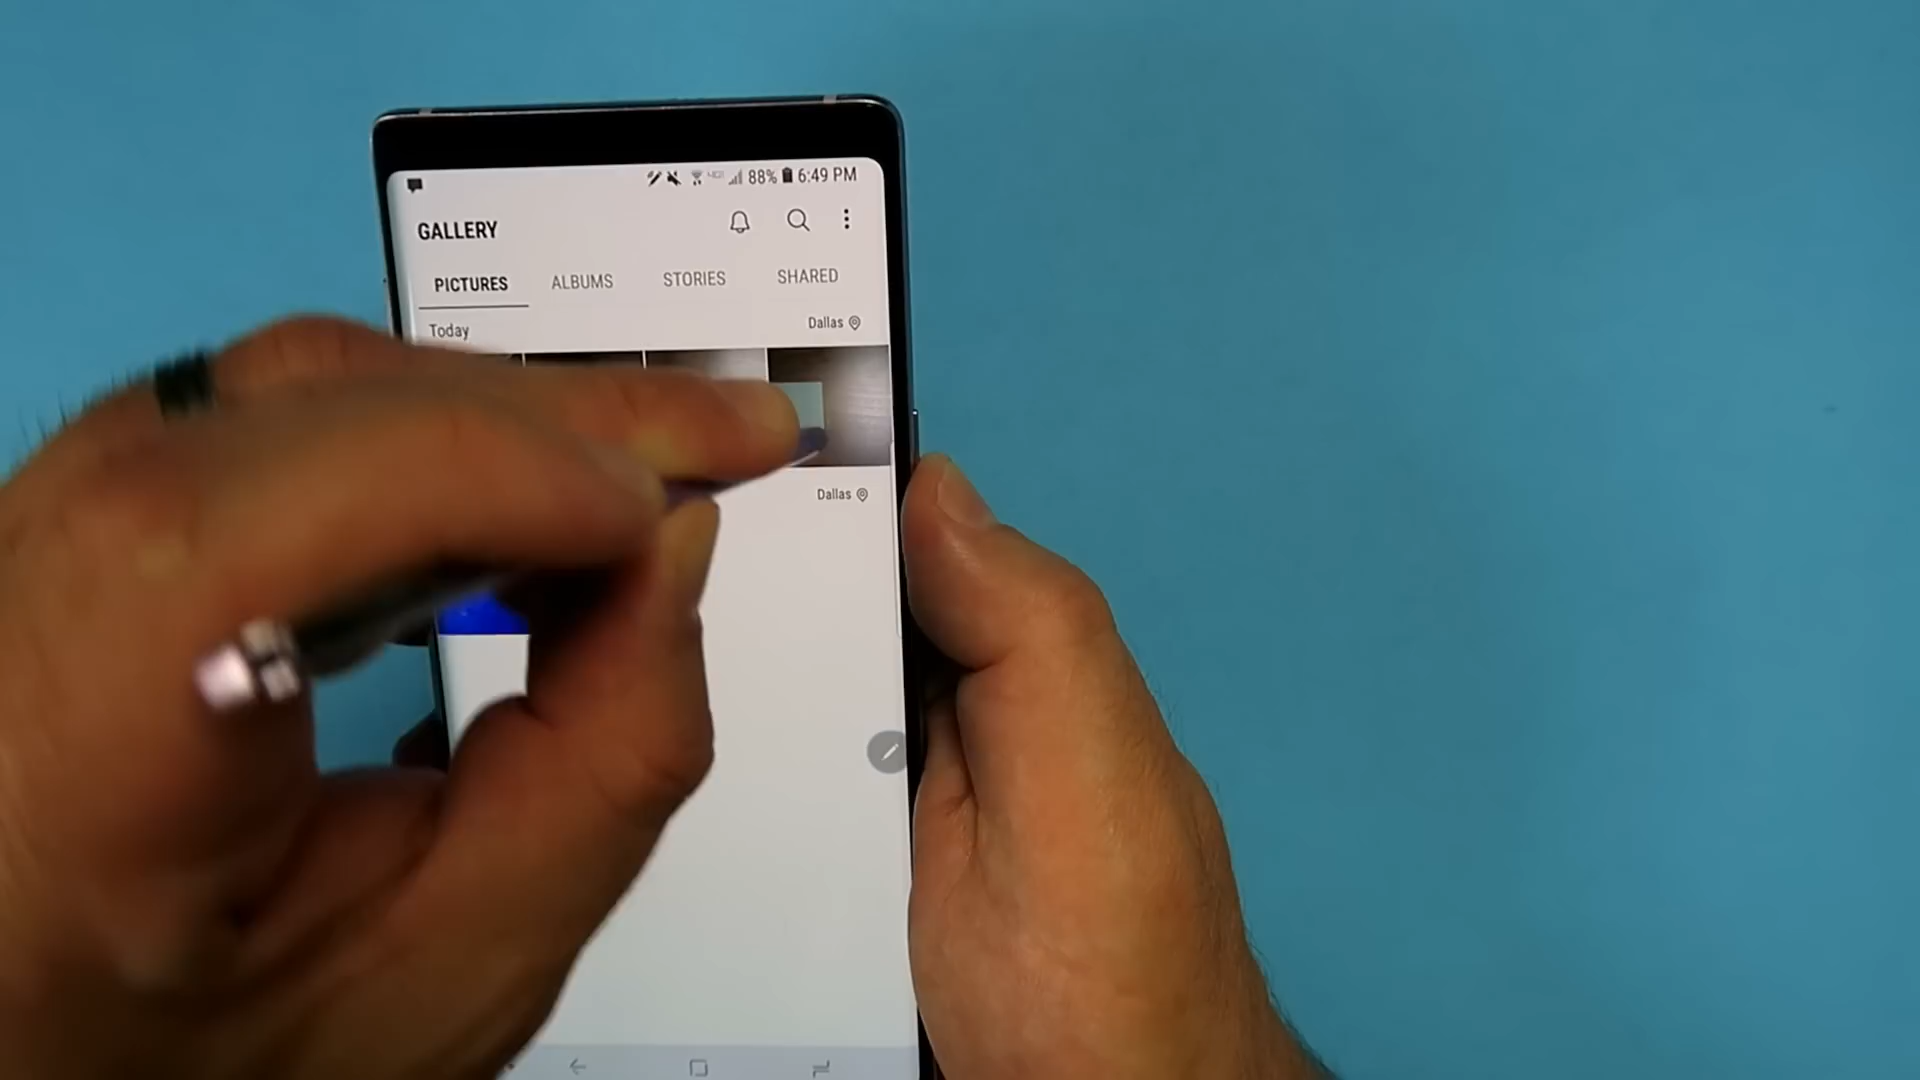 88% 6:49 PM
GALLERY
PICTURES ALBUMS STORIES SHARED
Today Dallas
Dallas